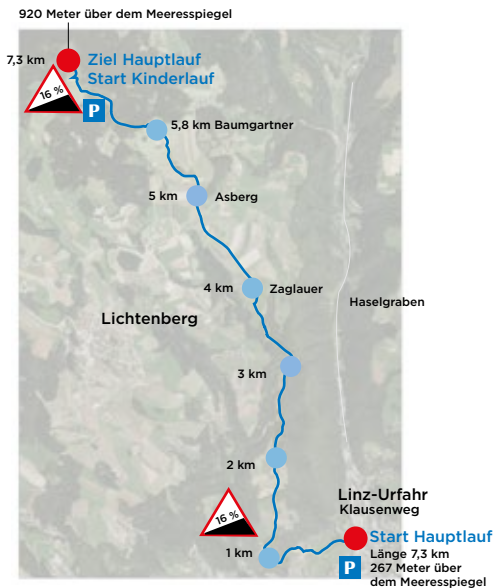 920 Meter über dem Meeresspiegel
7,3 km
Ziel Hauptlauf
Start Kinderlauf
16 %
P
5,8 km Baumgartner
5 km
Asberg
4 km
Zaglauer
Haselgraben
Lichtenberg
3 km
2 km
16 %
Linz-Urfahr
Klausenweg
1 km
Start Hauptlauf
Länge 7,3 km
P
267 Meter über
dem Meeresspiegel